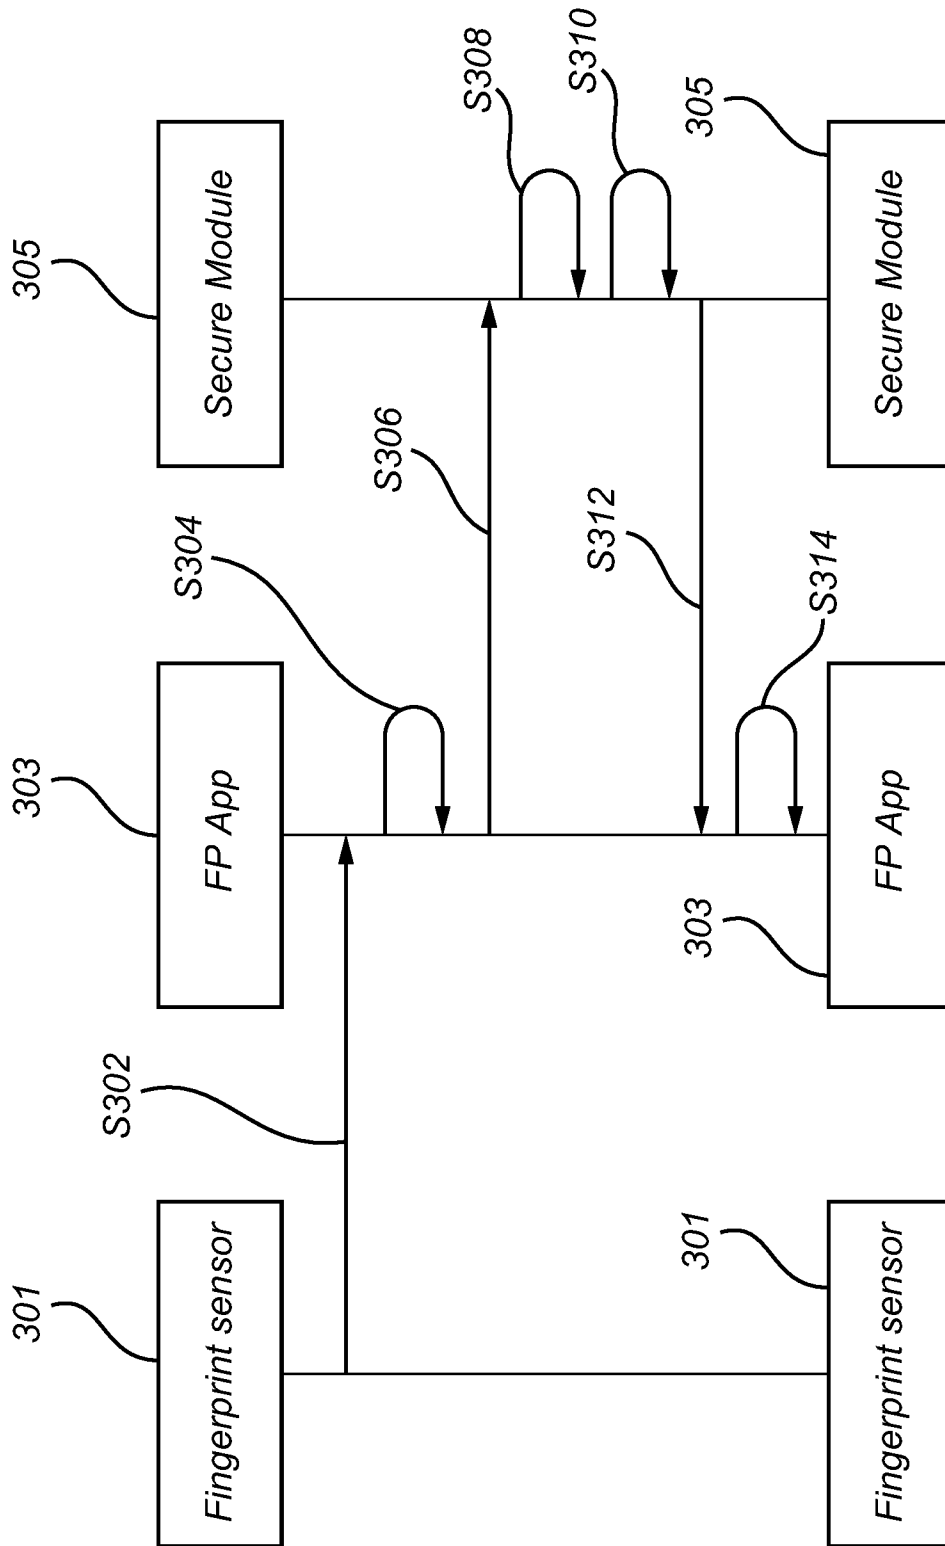 301
303
305
Fingerprint sensor
FP App
Secure Module
S302
S304
S306
S308
S310
S312
S314
301
303
305
Fingerprint sensor
FP App
Secure Module